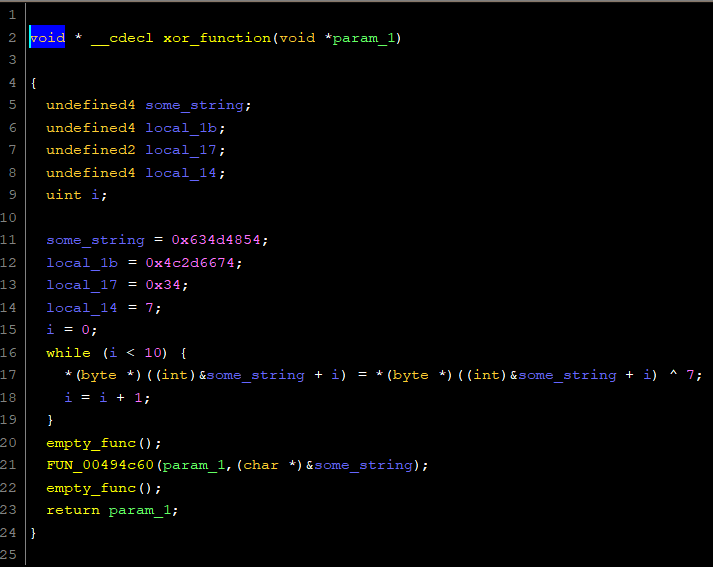 1
2 void * __cdecl xor_function(void *param_1)
3
4 {
5 undefined4 some_string;
6 undefined4 local_1b;
7 undefined2 local_17;
8 undefined4 local_14;
9 uint i;
10
11 some_string = 0x634d4854;
12 local_1b = 0x4c2d6674;
13 local_17 = 0x34;
14 local_14 = 7;
15 i = 0;
16 while (i < 10) {
17 *(byte *)((int)&some_string + i) = *(byte *)((int)&some_string + i) ^ 7;
18 i = i + 1;
19 }
20 empty_func();
21 FUN_00494c60(param_1,(char *)&some_string);
22 empty_func();
23 return param_1;
24 }
25